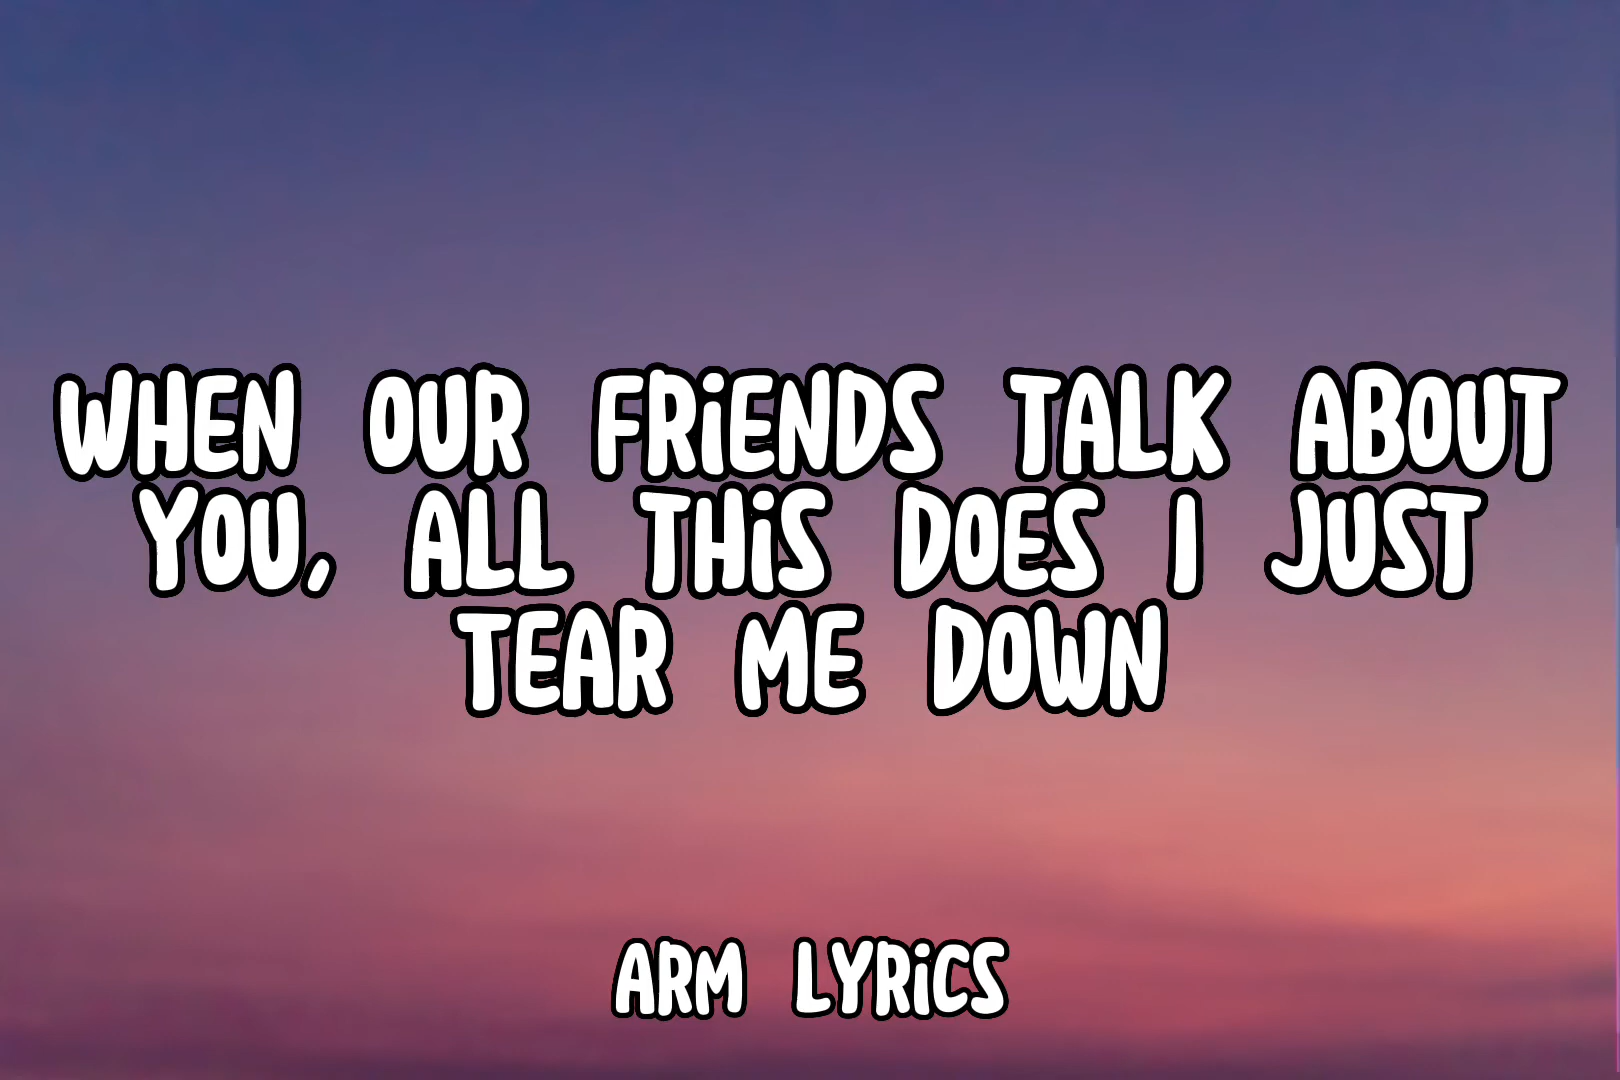 WHEN OUR FRiENDS TALK ABOUT
YOU, ALL THiS DOES I JUST
TEAR ME DOWN
ARM LYRiCS